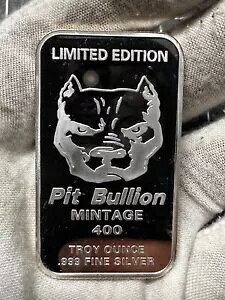 LIMITED EDITION
Pit Bullion
MINTAGE
400
TROY OUNCE
.999 FINE SILVER